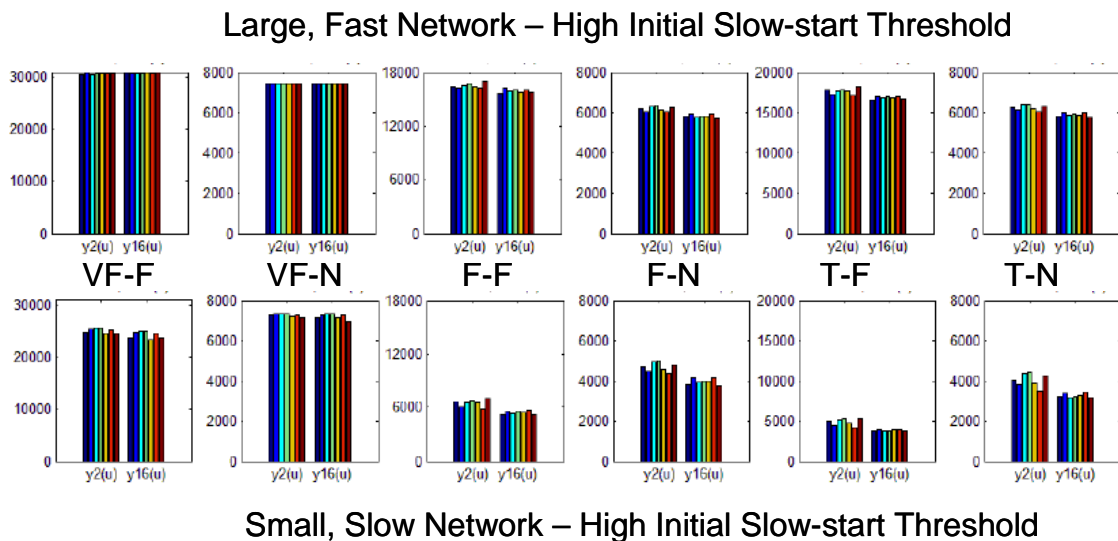 Large, Fast Network – High Initial Slow-start Threshold
30000 8000 18000 8000 20000 8000
20000 6000 12000 6000 15000 6000
10000 4000 6000 4000 10000 4000
2000 2000 5000 2000
0 0 0 0 0 0
y2(u) y16(u) y2(u) y16(u) y2(u) y16(u) y2(u) y16(u) y2(u) y16(u) y2(u) y16(u)
VF-F VF-N F-F F-N T-F T-N
30000 8000 18000 8000 20000 8000
20000 6000 12000 6000 15000 6000
10000 4000 6000 4000 10000 4000
2000 2000 5000 2000
0 0 0 0 0 0
y2(u) y16(u) y2(u) y16(u) y2(u) y16(u) y2(u) y16(u) y2(u) y16(u) y2(u) y16(u)
Small, Slow Network – High Initial Slow-start Threshold